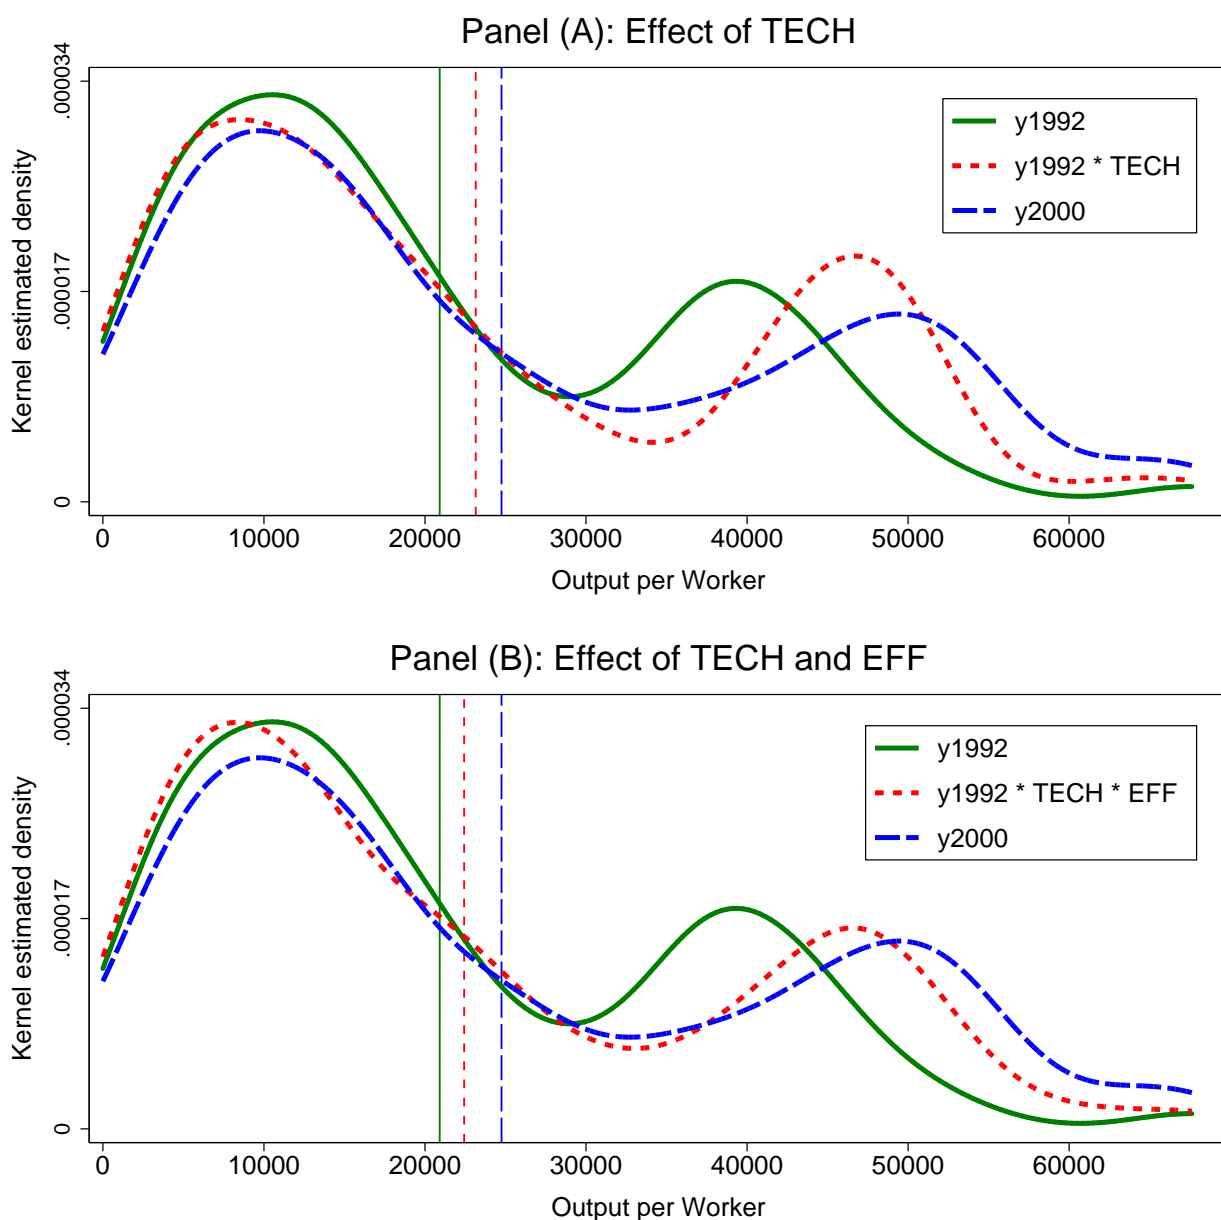 Panel (A): Effect of TECH
Kernel estimated density
.000034
.000017
0
y1992
y1992 * TECH
y2000
0 10000 20000 30000 40000 50000 60000
Output per Worker
Panel (B): Effect of TECH and EFF
Kernel estimated density
.000034
.000017
0
y1992
y1992 * TECH * EFF
y2000
0 10000 20000 30000 40000 50000 60000
Output per Worker